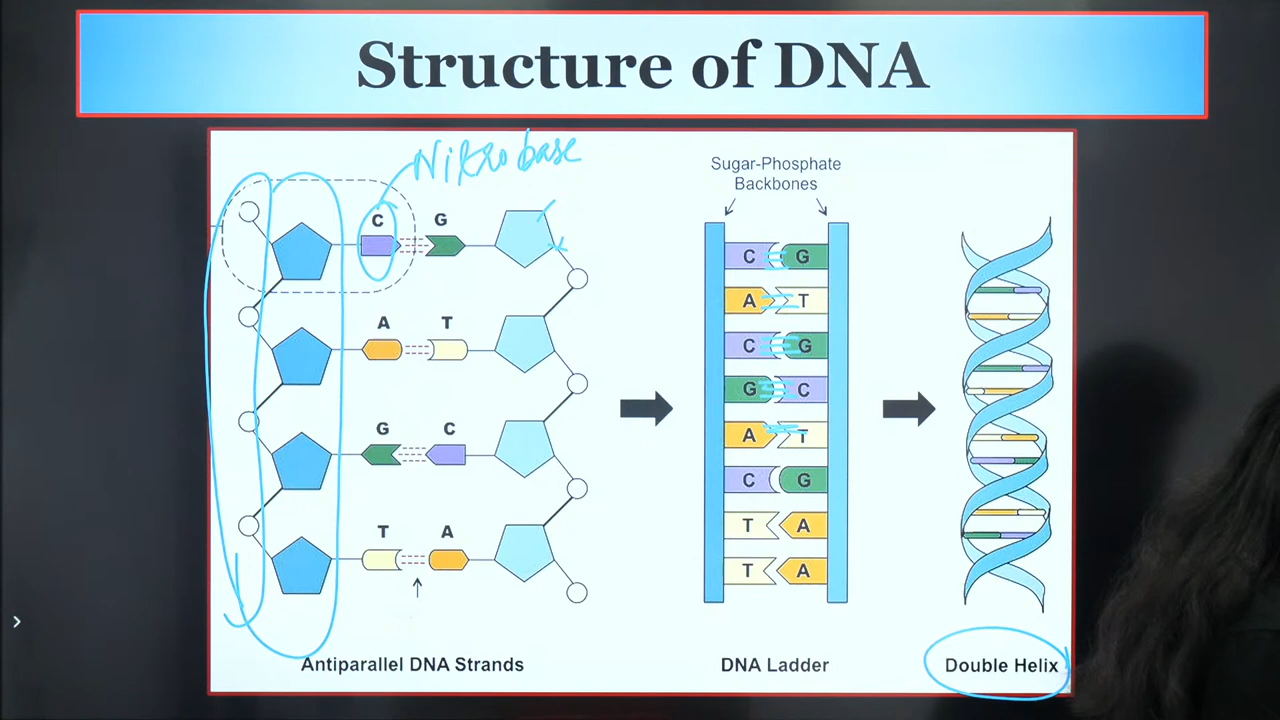 Structure of DNA
Nitro base
C G
A T
G C
T A
Antiparallel DNA Strands
Sugar-Phosphate
Backbones
C G
A T
C G
G C
A T
C G
T A
T A
DNA Ladder
Double Helix